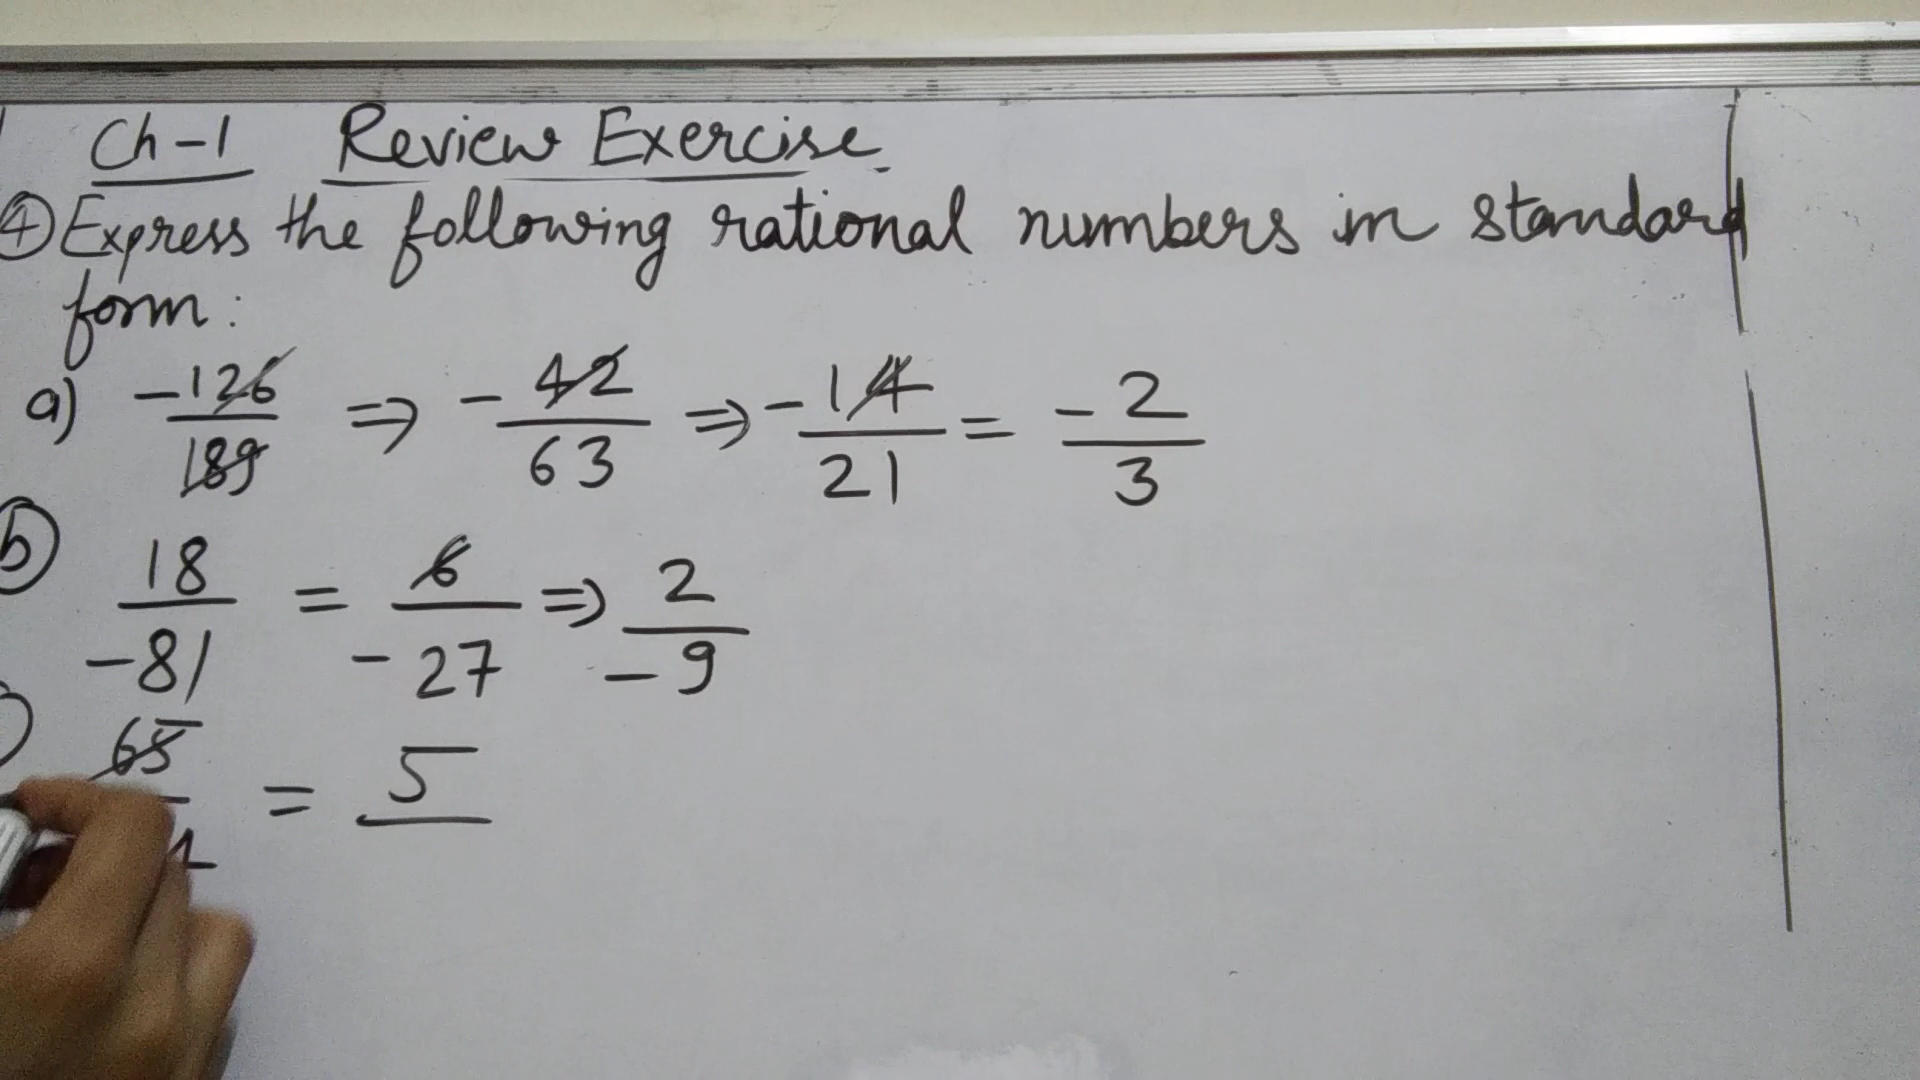 Ch-1 Review Exercise
④ Express the following rational numbers in standard
form:
a) -126/189 ⇒ -42/63 ⇒ -14/21 = -2/3
ⓑ 18/-81 = 6/-27 ⇒ 2/-9
65 = 5